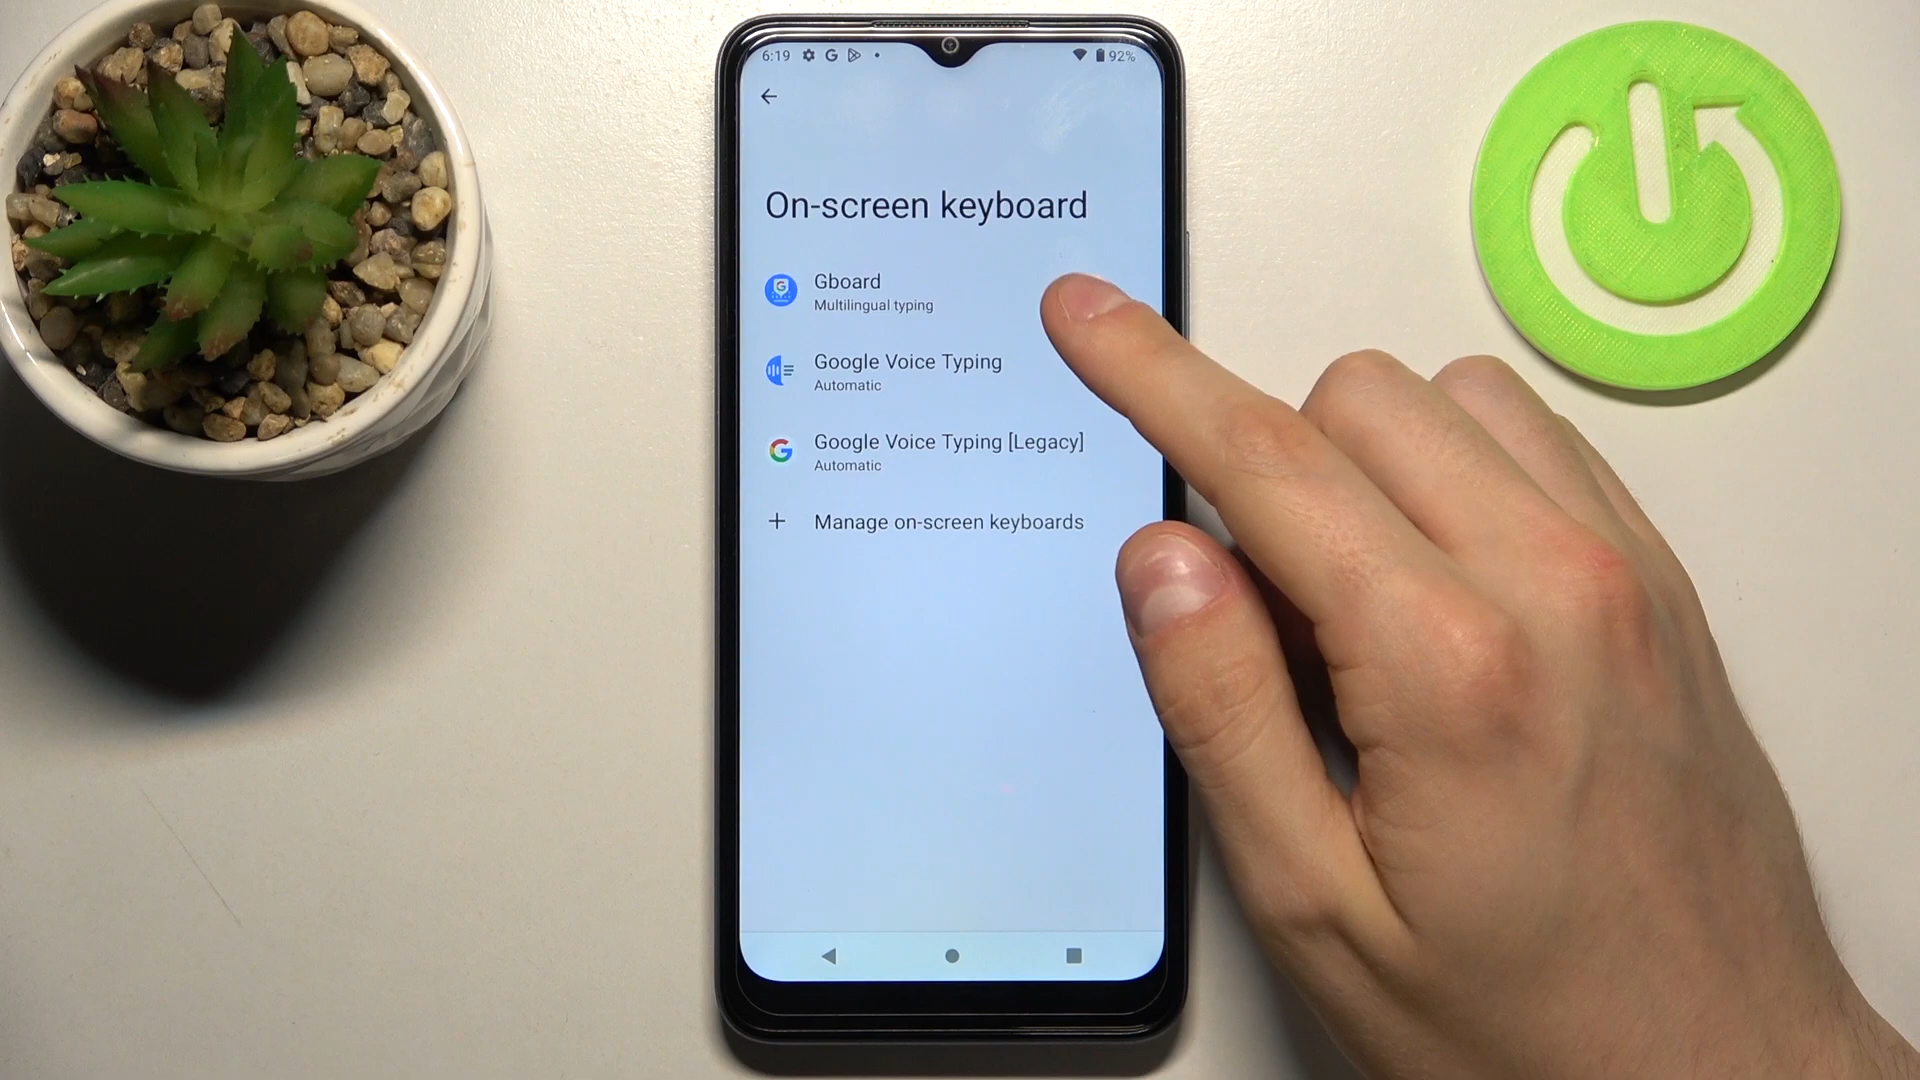 6:19
92%
On-screen keyboard
Gboard
Multilingual typing
Google Voice Typing
Automatic
Google Voice Typing [Legacy]
Automatic
Manage on-screen keyboards